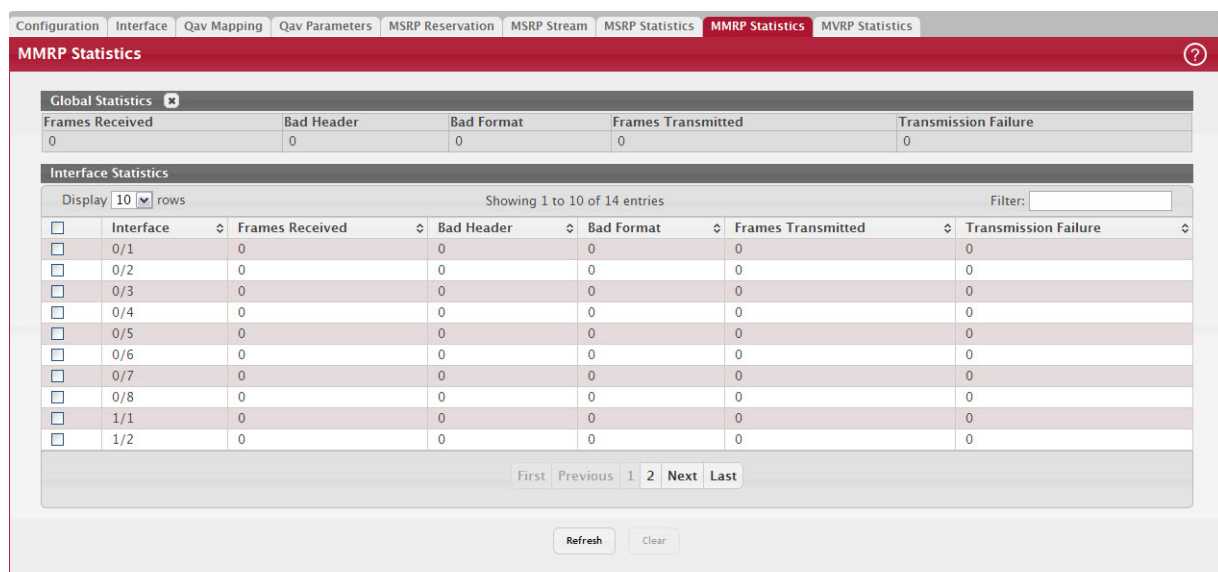 Configuration Interface Qav Mapping Qav Parameters MSRP Reservation MSRP Stream MSRP Statistics MMRP Statistics MVRP Statistics
MMRP Statistics ?
Global Statistics x
Frames Received Bad Header Bad Format Frames Transmitted Transmission Failure
0 0 0 0 0
Interface Statistics
Display 10 rows Showing 1 to 10 of 14 entries Filter:
Interface Frames Received Bad Header Bad Format Frames Transmitted Transmission Failure
0/1 0 0 0 0 0
0/2 0 0 0 0 0
0/3 0 0 0 0 0
0/4 0 0 0 0 0
0/5 0 0 0 0 0
0/6 0 0 0 0 0
0/7 0 0 0 0 0
0/8 0 0 0 0 0
1/1 0 0 0 0 0
1/2 0 0 0 0 0
First Previous 1 2 Next Last
Refresh Clear